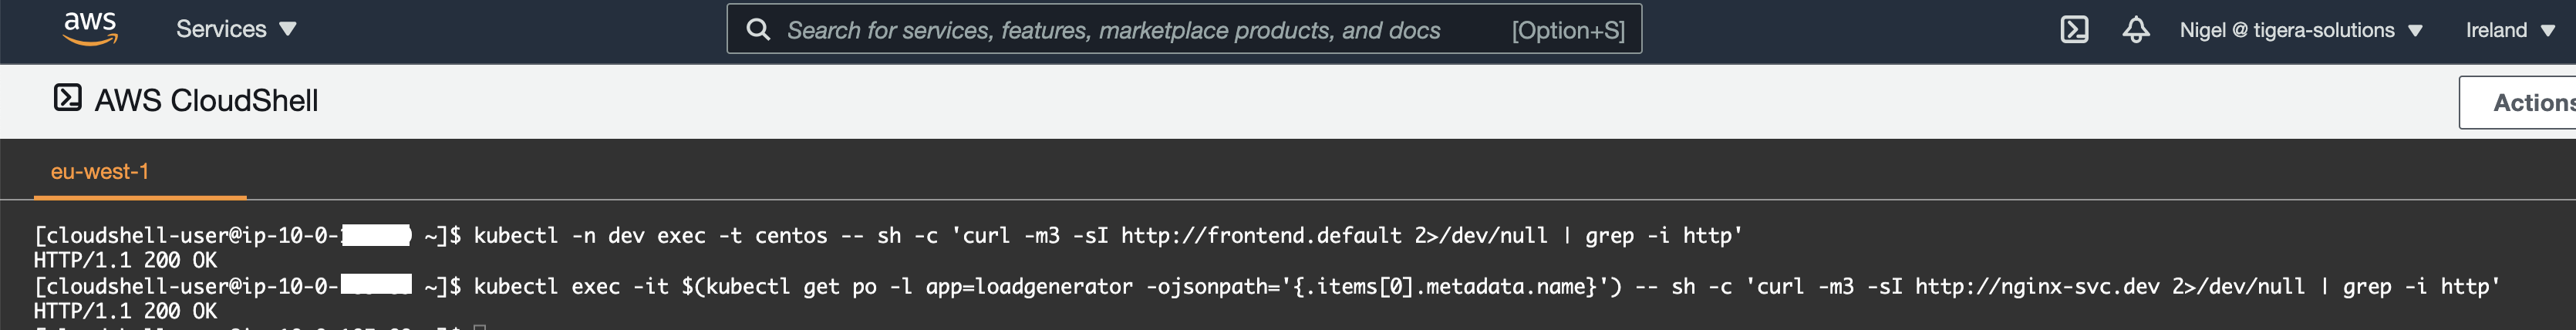 aws Services Search for services, features, marketplace products, and docs [Option+S] Nigel @ tigera-solutions Ireland
AWS CloudShell Actions
eu-west-1
[cloudshell-user@ip-10-0- ~]$ kubectl -n dev exec -t centos -- sh -c 'curl -m3 -sI http://frontend.default 2>/dev/null | grep -i http'
HTTP/1.1 200 OK
[cloudshell-user@ip-10-0- ~]$ kubectl exec -it $(kubectl get po -l app=loadgenerator -ojsonpath='{.items[0].metadata.name}') -- sh -c 'curl -m3 -sI http://nginx-svc.dev 2>/dev/null | grep -i http'
HTTP/1.1 200 OK